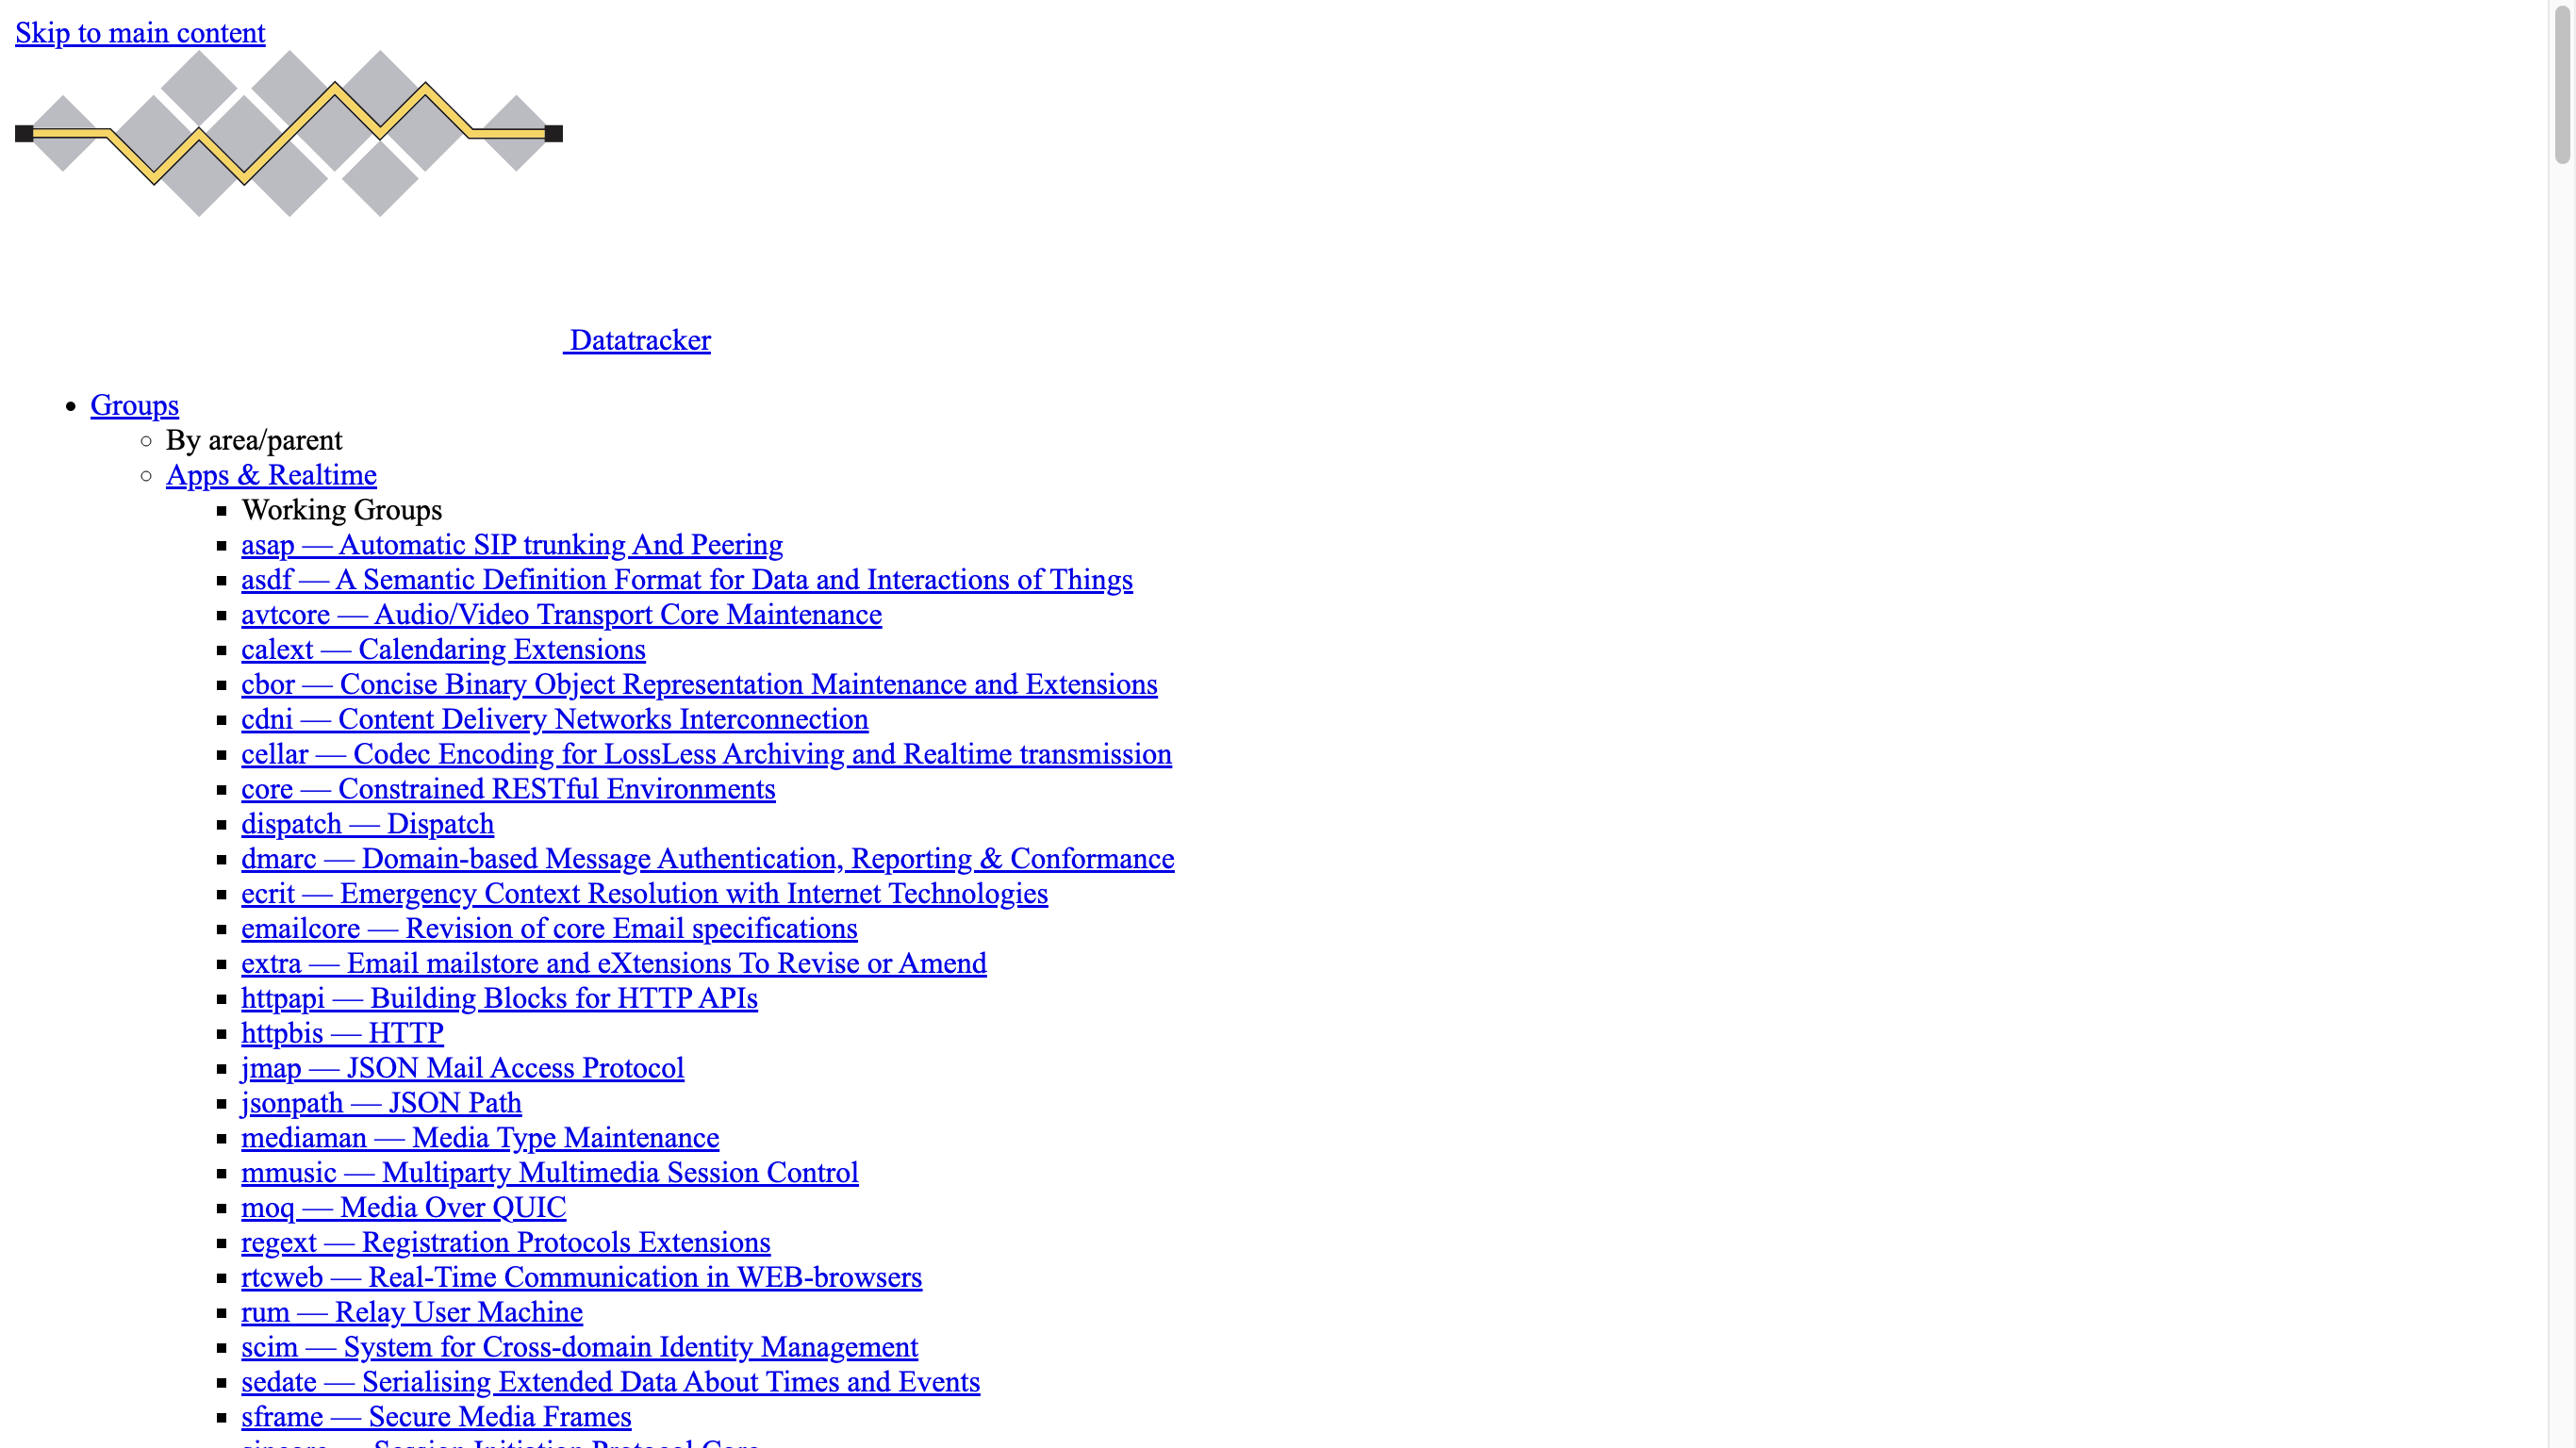 Skip to main content
Datatracker
Groups
By area/parent
Apps & Realtime
Working Groups
asap — Automatic SIP trunking And Peering
asdf — A Semantic Definition Format for Data and Interactions of Things
avtcore — Audio/Video Transport Core Maintenance
calext — Calendaring Extensions
cbor — Concise Binary Object Representation Maintenance and Extensions
cdni — Content Delivery Networks Interconnection
cellar — Codec Encoding for LossLess Archiving and Realtime transmission
core — Constrained RESTful Environments
dispatch — Dispatch
dmarc — Domain-based Message Authentication, Reporting & Conformance
ecrit — Emergency Context Resolution with Internet Technologies
emailcore — Revision of core Email specifications
extra — Email mailstore and eXtensions To Revise or Amend
httpapi — Building Blocks for HTTP APIs
httpbis — HTTP
jmap — JSON Mail Access Protocol
jsonpath — JSON Path
mediaman — Media Type Maintenance
mmusic — Multiparty Multimedia Session Control
moq — Media Over QUIC
regext — Registration Protocols Extensions
rtcweb — Real-Time Communication in WEB-browsers
rum — Relay User Machine
scim — System for Cross-domain Identity Management
sedate — Serialising Extended Data About Times and Events
sframe — Secure Media Frames
sipcore — Session Initiation Protocol Core